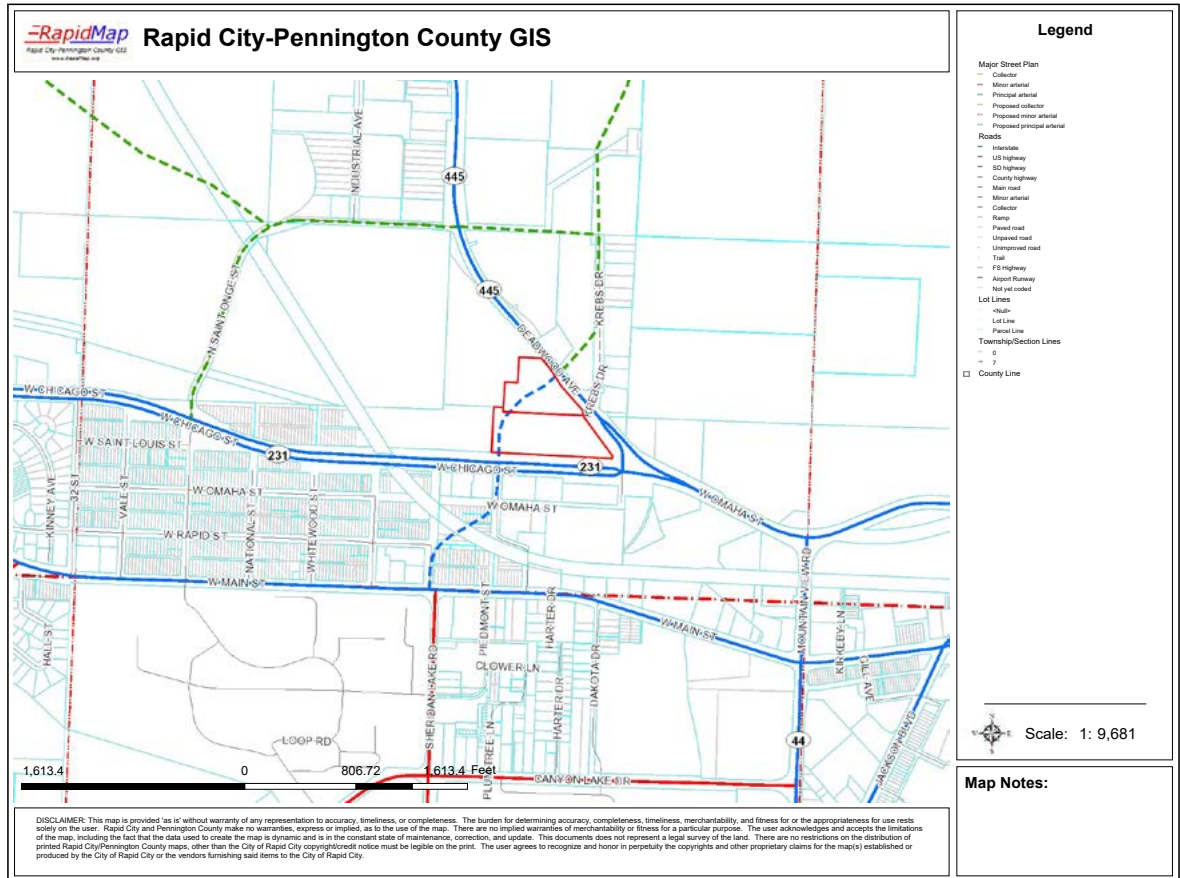 RapidMap
Rapid City-Pennington County GIS
www.RapidMap.org
Rapid City-Pennington County GIS
Legend
Major Street Plan
Collector
Minor arterial
Principal arterial
Proposed collector
Proposed minor arterial
Proposed principal arterial
Roads
Interstate
US highway
SD highway
County highway
Main road
Minor arterial
Collector
Ramp
Paved road
Unpaved road
Unimproved road
Trail
FS Highway
Airport Runway
Not yet coded
Lot Lines
<Null>
Lot Line
Parcel Line
Township/Section Lines
0
7
County Line
INDUSTRIAL AVE
445
445
N SAINT ONGE ST
DEADWOOD AVE
KREBS DR
KREBS DR
W CHICAGO ST
W CHICAGO ST
231
W CHICAGO ST
231
W SAINT LOUIS ST
KINNEY AVE
32 ST
VALE ST
W OMAHA ST
W OMAHA ST
W OMAHA ST
NATIONAL ST
WHITEWOOD ST
W RAPID ST
W MAIN ST
W MAIN ST
HALL ST
SHERIDAN LAKE RD
PIEDMONT ST
HARTER DR
CLOWER LN
HARTER DR
DAKOTA DR
PLUM TREE LN
MOUNTAIN VIEW RD
KIRKEBY LN
GILL AVE
JACKSON BLVD
44
LOOP RD
CANYON LAKE DR
1,613.4 0 806.72 1,613.4 Feet
N
W E
S
Scale: 1: 9,681
Map Notes:
DISCLAIMER: This map is provided 'as is' without warranty of any representation to accuracy, timeliness, or completeness. The burden for determining accuracy, completeness, timeliness, merchantability, and fitness for or the appropriateness for use rests
solely on the user. Rapid City and Pennington County make no warranties, express or implied, as to the use of the map. There are no implied warranties of merchantability or fitness for a particular purpose. The user acknowledges and accepts the limitations
of the map, including the fact that the data used to create the map is dynamic and is in the constant state of maintenance, correction, and update. This documents does not represent a legal survey of the land. There are no restrictions on the distribution of
printed Rapid City/Pennington County maps, other than the City of Rapid City copyright/credit notice must be legible on the print. The user agrees to recognize and honor in perpetuity the copyrights and other proprietary claims for the map(s) established or
produced by the City of Rapid City or the vendors furnishing said items to the City of Rapid City.